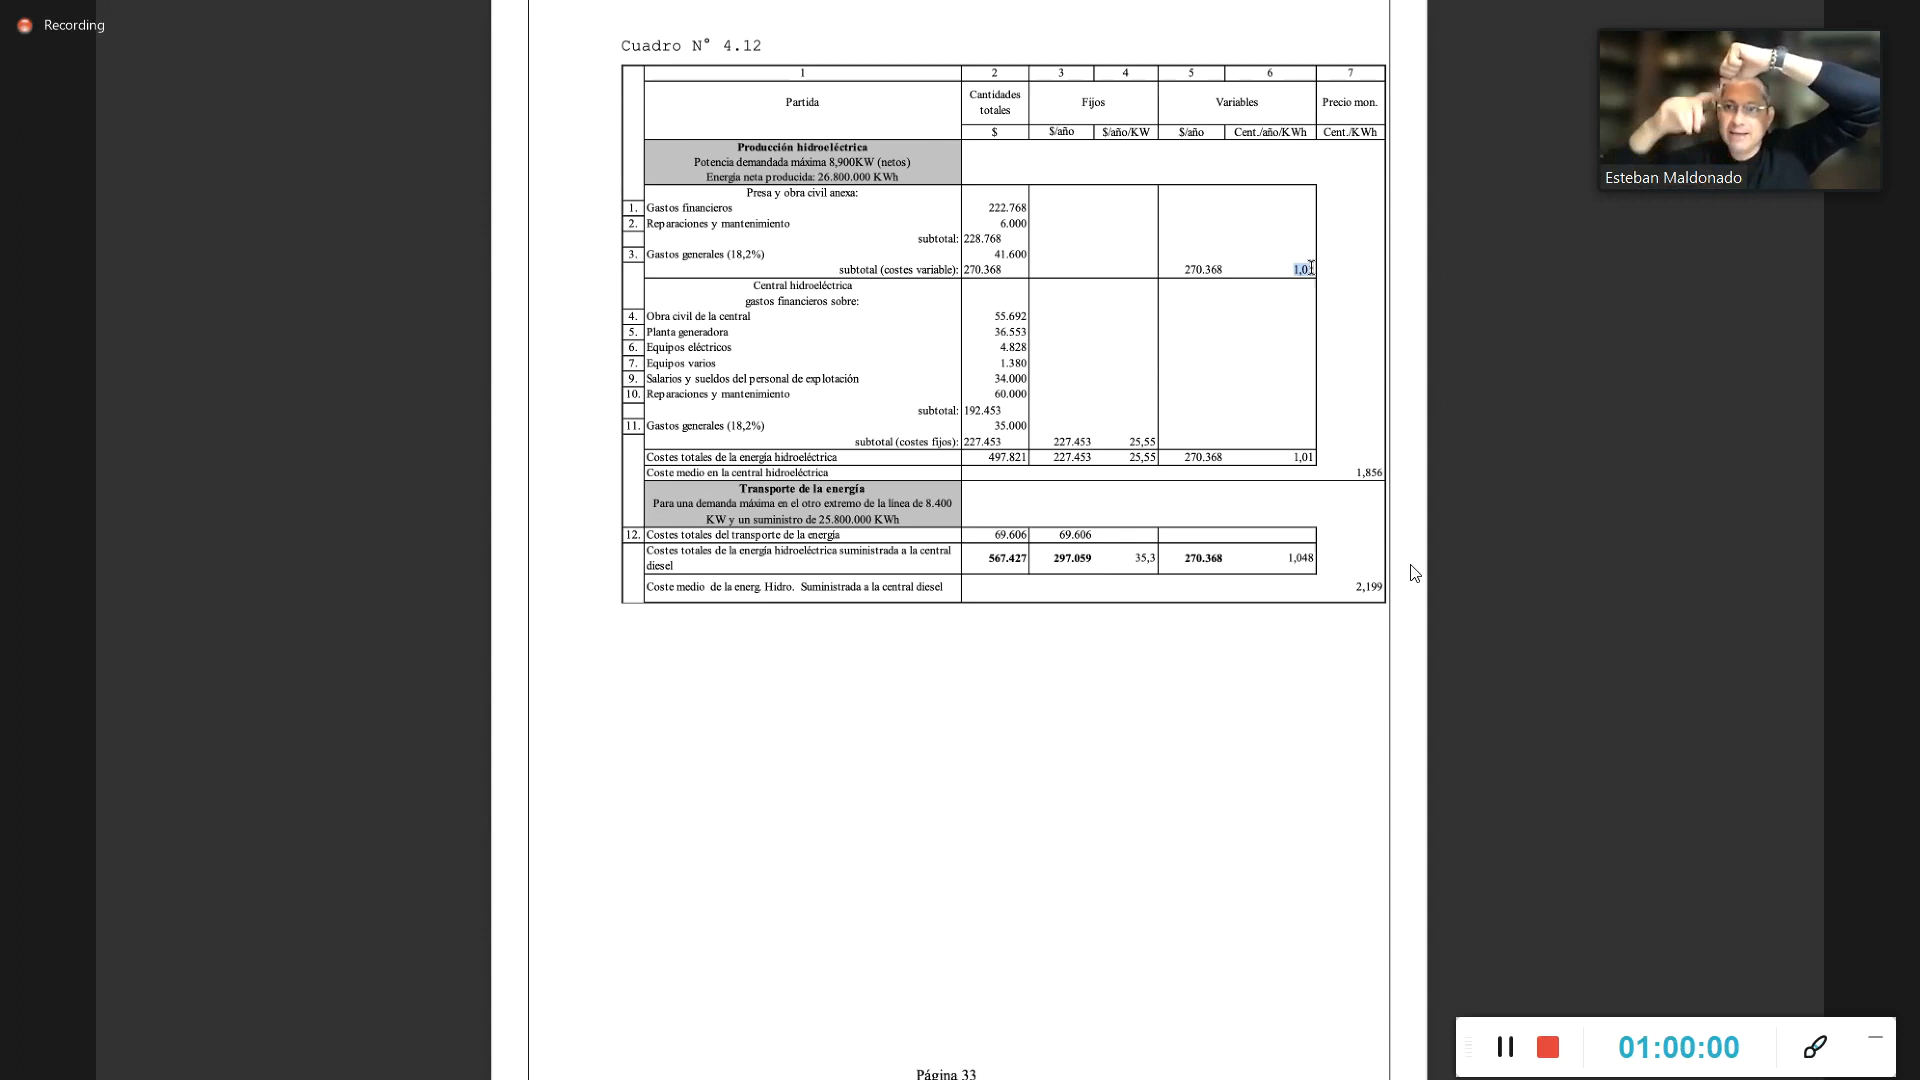 Recording
Cuadro N° 4.12
1 2 3 4 5 6 7
Partida Cantidades totales Fijos Variables Precio mon.
$ $/año $/año/KW $/año Cent./año/KWh Cent./KWh
Producción hidroeléctrica
Potencia demandada máxima 8,900KW (netos)
Energía neta producida: 26.800.000 KWh
Presa y obra civil anexa:
1. Gastos financieros 222.768
2. Reparaciones y mantenimiento 6.000
subtotal: 228.768
3. Gastos generales (18,2%) 41.600
subtotal (costes variable): 270.368 270.368 1,01
Central hidroeléctrica
gastos financieros sobre:
4. Obra civil de la central 55.692
5. Planta generadora 36.553
6. Equipos eléctricos 4.828
7. Equipos varios 1.380
9. Salarios y sueldos del personal de explotación 34.000
10. Reparaciones y mantenimiento 60.000
subtotal: 192.453
11. Gastos generales (18,2%) 35.000
subtotal (costes fijos): 227.453 227.453 25,55
Costes totales de la energía hidroeléctrica 497.821 227.453 25,55 270.368 1,01
Coste medio en la central hidroeléctrica 1,856
Transporte de la energía
Para una demanda máxima en el otro extremo de la línea de 8.400
KW y un suministro de 25.800.000 KWh
12. Costes totales del transporte de la energía 69.606 69.606
Costes totales de la energía hidroeléctrica suministrada a la central
diesel 567.427 297.059 35,3 270.368 1,048
Coste medio de la energ. Hidro. Suministrada a la central diesel 2,199
Página 33
Esteban Maldonado
01:00:00